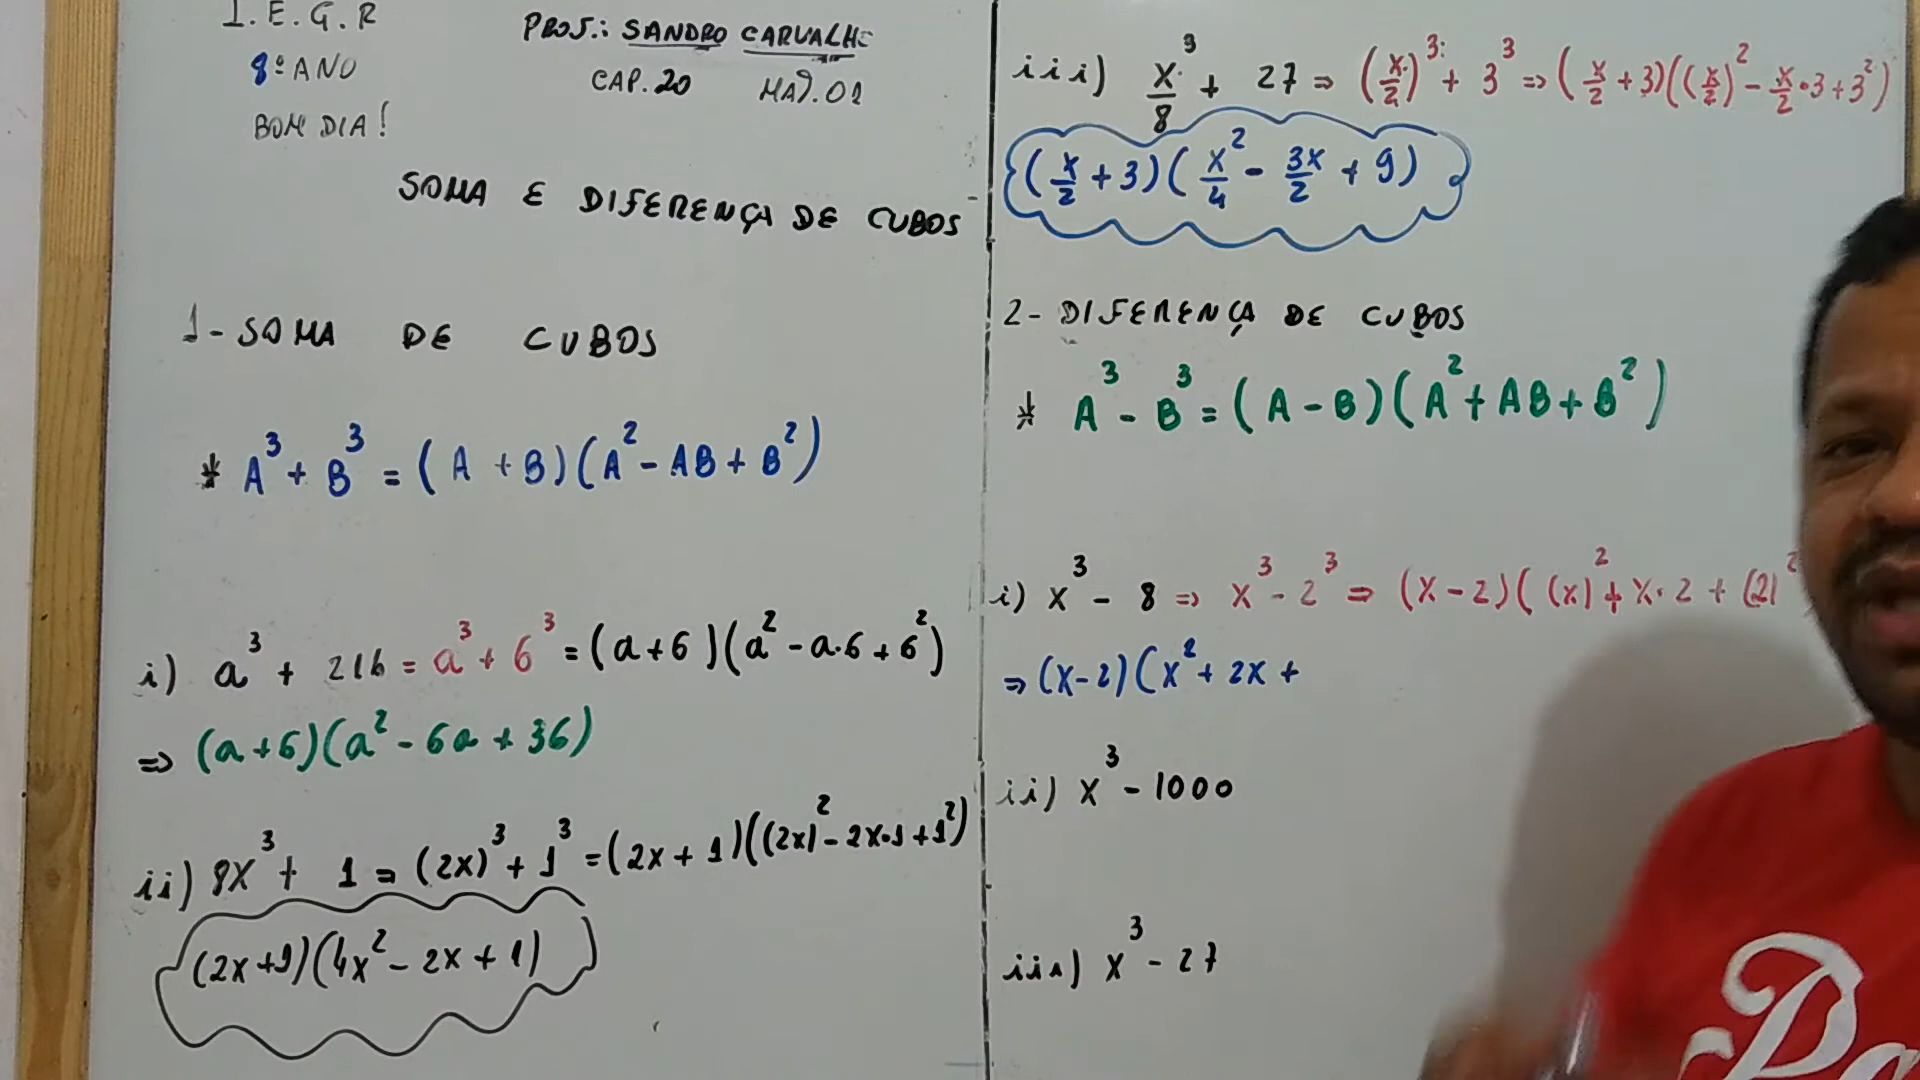 I.E.G.R
8º ANO
BOM DIA!
PROF.: SANDRO CARVALH
CAP.20 MAT.01
SOMA E DIFERENÇA DE CUBOS
1- SOMA DE CUBOS
* A³ + B³ = (A + B)(A² - AB + B²)
i) a³ + 216 = a³ + 6³ = (a+6)(a² - a·6 + 6²)
⇒ (a+6)(a² - 6a + 36)
ii) 8x³ + 1 = (2x)³ + 1³ = (2x + 1)((2x)² - 2x·1 + 1²)
(2x+1)(4x² - 2x + 1)
iii) x³/8 + 27 ⇒ (x/2)³ + 3³ ⇒ (x/2 + 3)((x/2)² - x/2·3 + 3²)
(x/2 + 3)(x²/4 - 3x/2 + 9)
2- DIFERENÇA DE CUBOS
* A³ - B³ = (A - B)(A² + AB + B²)
i) x³ - 8 ⇒ x³ - 2³ ⇒ (x-2)((x)² + x·2 + (2)²
⇒ (x-2)(x² + 2x +
ii) x³ - 1000
iii) x³ - 27